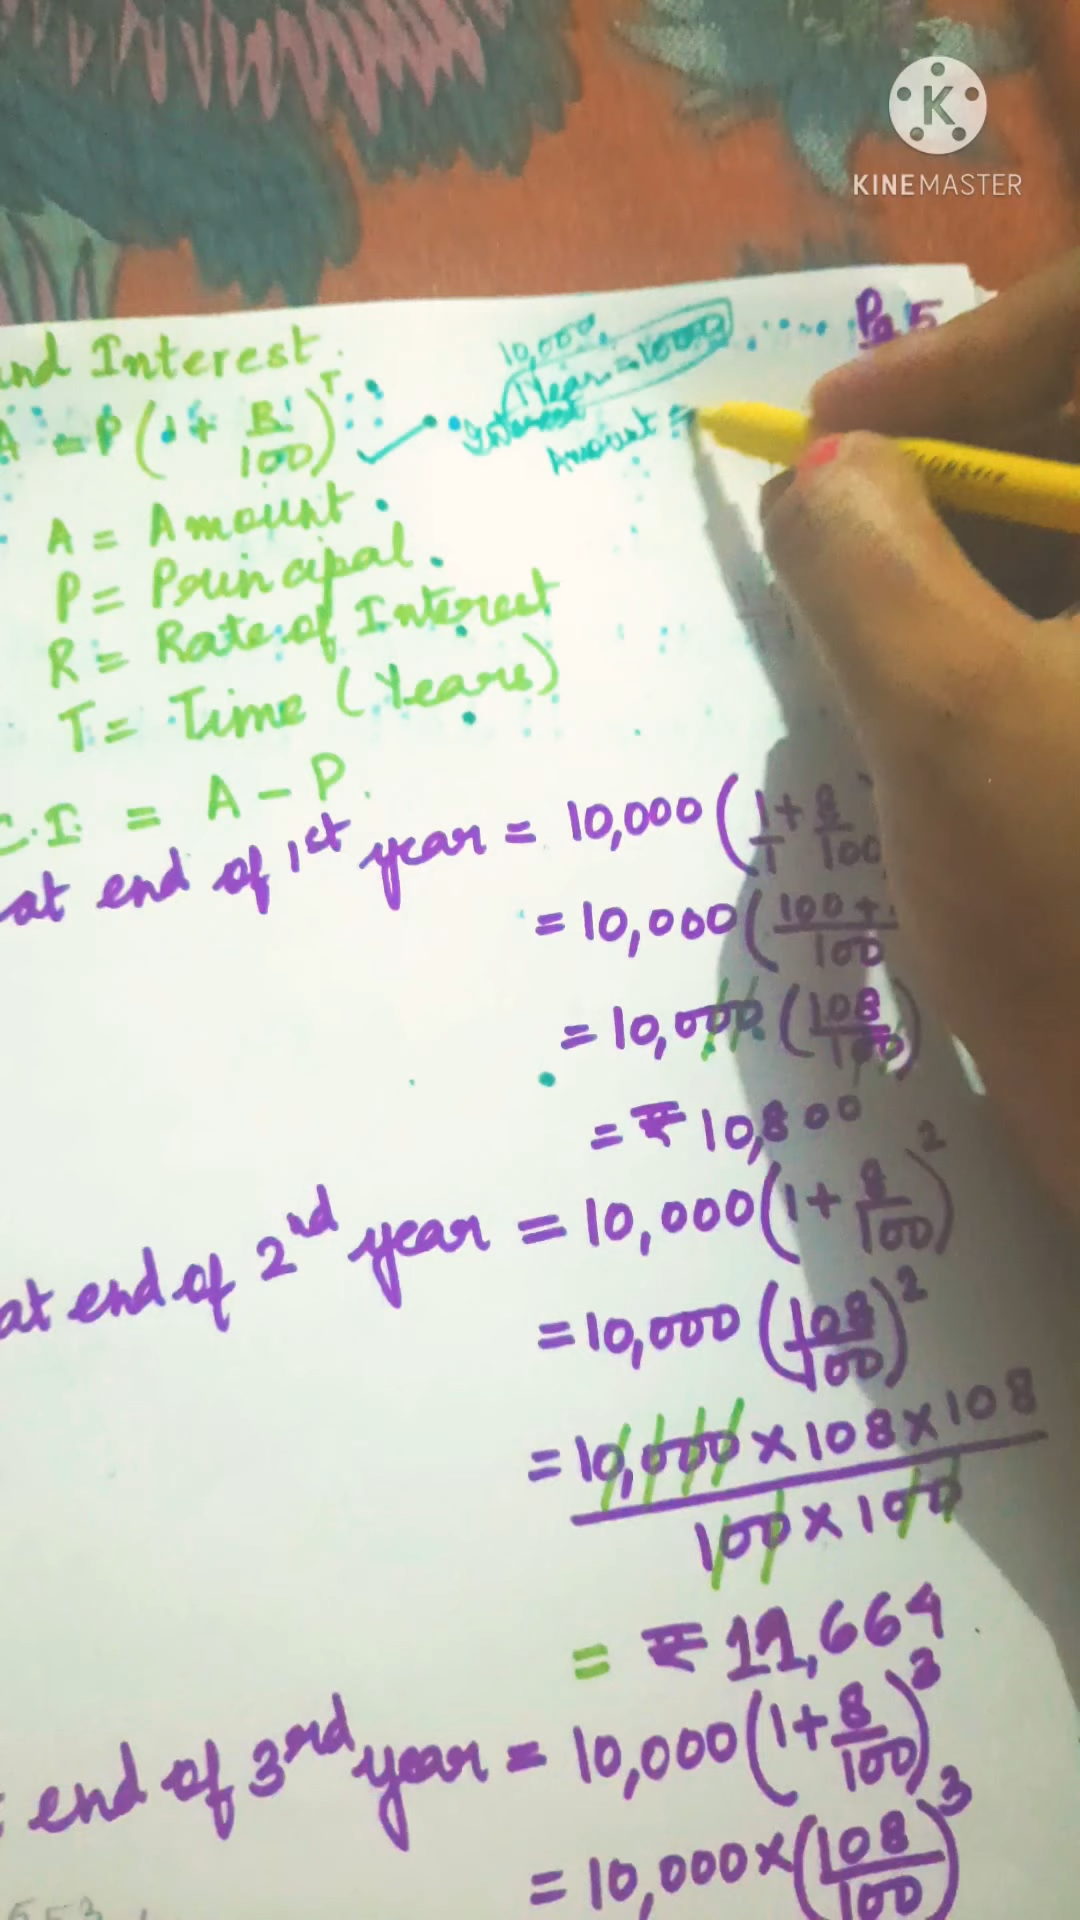 K
KINEMASTER
nd Interest.
A = P(1 + R/100)^T
10,000
Year = 10000
Interest
Amount =
A = Amount.
P = Principal.
R = Rate of Interest
T = Time (Years)
C.I. = A - P.
at end of 1st year = 10,000 (1/1 + 8/100
= 10,000 (100 +/100
= 10,000 (108/100)
= ₹ 10,800
at end of 2nd year = 10,000 (1 + 8/100)^2
= 10,000 (108/100)^2
= 10,000 × 108 × 108
100 × 100
= ₹ 11,664
end of 3rd year = 10,000 (1 + 8/100)^3
= 10,000 × (108/100)^3